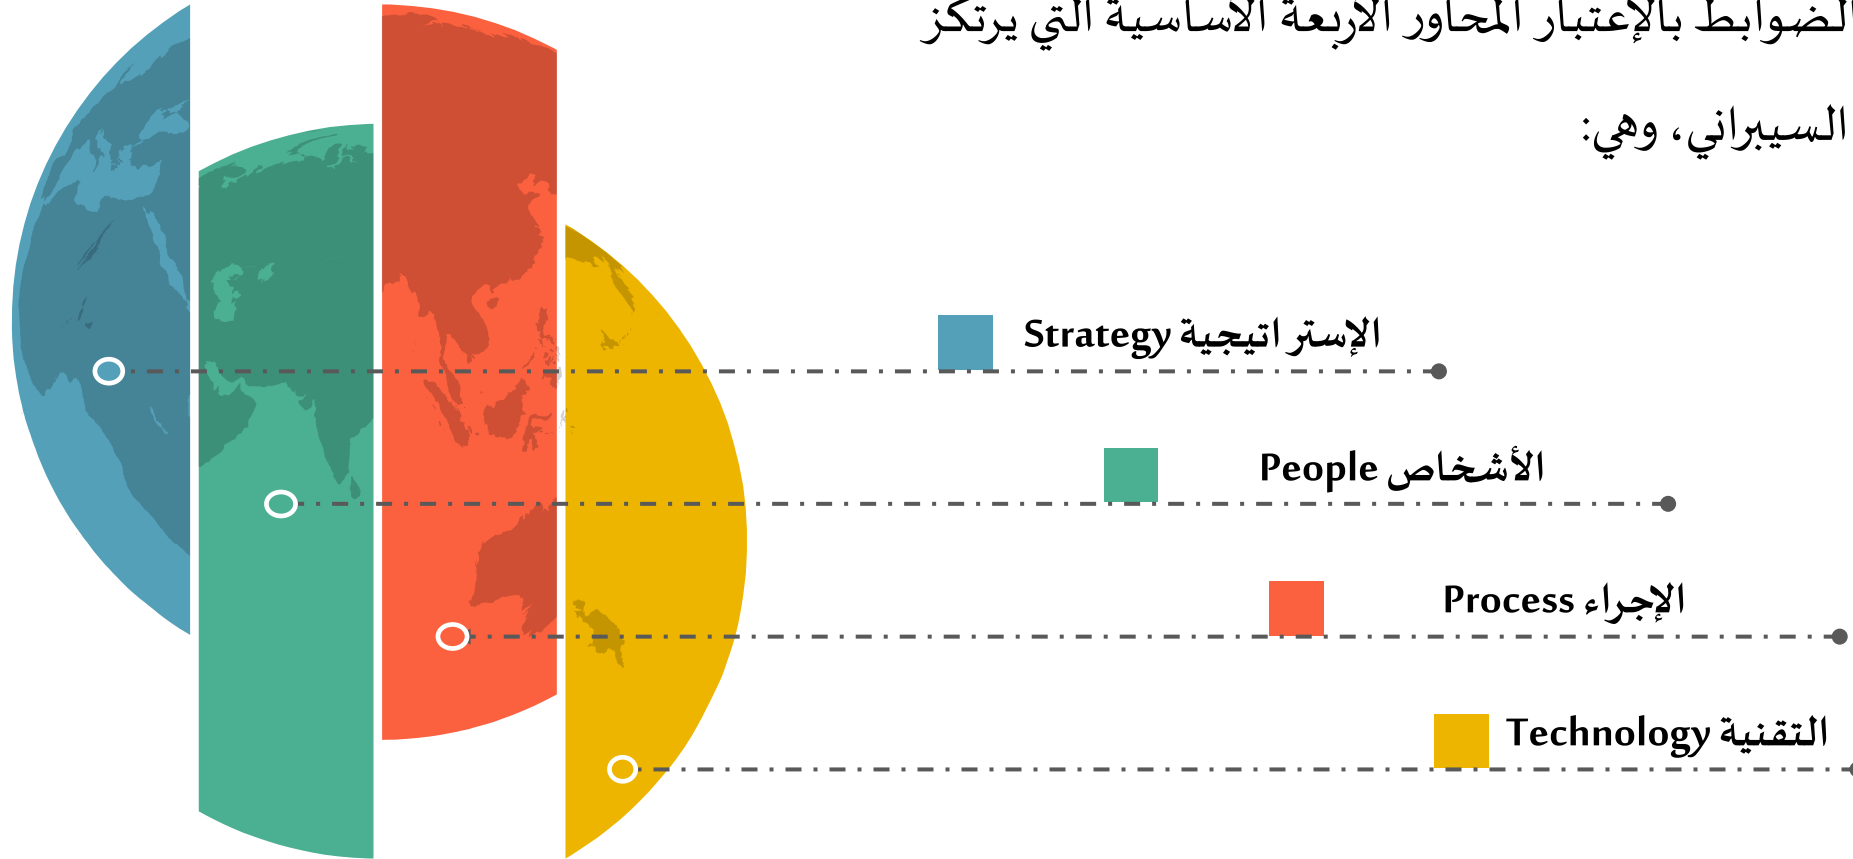 الضوابط بالإعتبار المحاور الأربعة الأساسية التي يرتكز
السيبراني، وهي:
الإستراتيجية Strategy
الأشخاص People
الإجراء Process
التقنية Technology